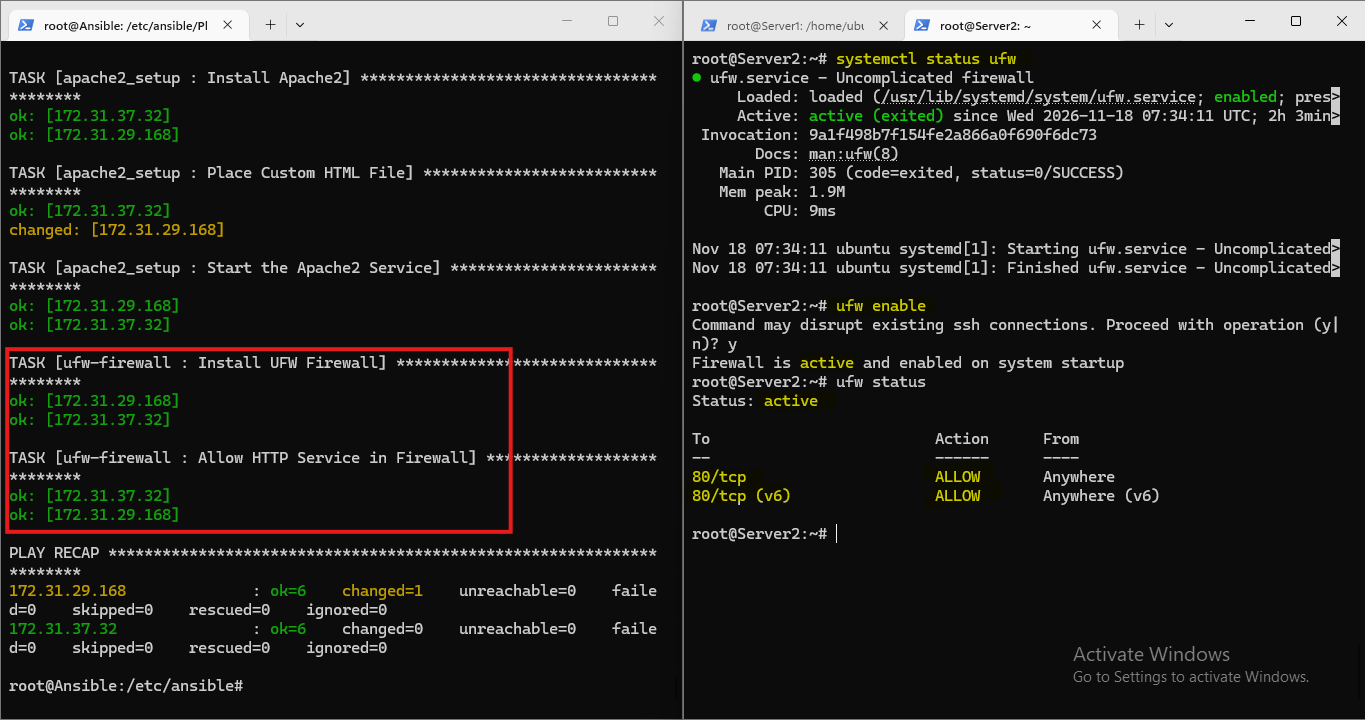 root@Ansible: /etc/ansible/Pl
TASK [apache2_setup : Install Apache2] *********************************
********
ok: [172.31.37.32]
ok: [172.31.29.168]
TASK [apache2_setup : Place Custom HTML File] **************************
********
ok: [172.31.37.32]
changed: [172.31.29.168]
TASK [apache2_setup : Start the Apache2 Service] ***********************
********
ok: [172.31.29.168]
ok: [172.31.37.32]
TASK [ufw-firewall : Install UFW Firewall] *****************************
********
ok: [172.31.29.168]
ok: [172.31.37.32]
TASK [ufw-firewall : Allow HTTP Service in Firewall] *******************
********
ok: [172.31.37.32]
ok: [172.31.29.168]
PLAY RECAP *************************************************************
********
172.31.29.168              : ok=6    changed=1    unreachable=0    faile
d=0    skipped=0    rescued=0    ignored=0
172.31.37.32               : ok=6    changed=0    unreachable=0    faile
d=0    skipped=0    rescued=0    ignored=0
root@Ansible:/etc/ansible#
root@Server1: /home/ubu
root@Server2: ~
root@Server2:~# systemctl status ufw
● ufw.service - Uncomplicated firewall
Loaded: loaded (/usr/lib/systemd/system/ufw.service; enabled; pres>
Active: active (exited) since Wed 2026-11-18 07:34:11 UTC; 2h 3min>
Invocation: 9a1f498b7f154fe2a866a0f690f6dc73
Docs: man:ufw(8)
Main PID: 305 (code=exited, status=0/SUCCESS)
Mem peak: 1.9M
CPU: 9ms
Nov 18 07:34:11 ubuntu systemd[1]: Starting ufw.service - Uncomplicated>
Nov 18 07:34:11 ubuntu systemd[1]: Finished ufw.service - Uncomplicated>
root@Server2:~# ufw enable
Command may disrupt existing ssh connections. Proceed with operation (y|
n)? y
Firewall is active and enabled on system startup
root@Server2:~# ufw status
Status: active
To                         Action      From
--                         ------      ----
80/tcp                     ALLOW       Anywhere
80/tcp (v6)                ALLOW       Anywhere (v6)
root@Server2:~#
Activate Windows
Go to Settings to activate Windows.